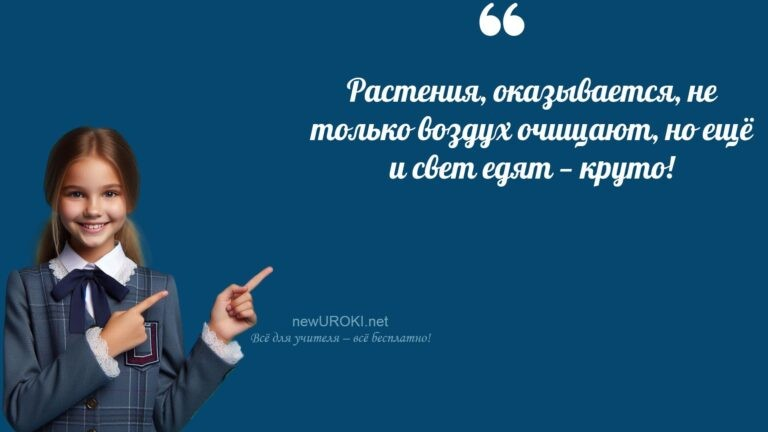 “
Растения, оказывается, не
только воздух очищают, но ещё
и свет едят – круто!
newUROKI.net
Всё для учителя – всё бесплатно!